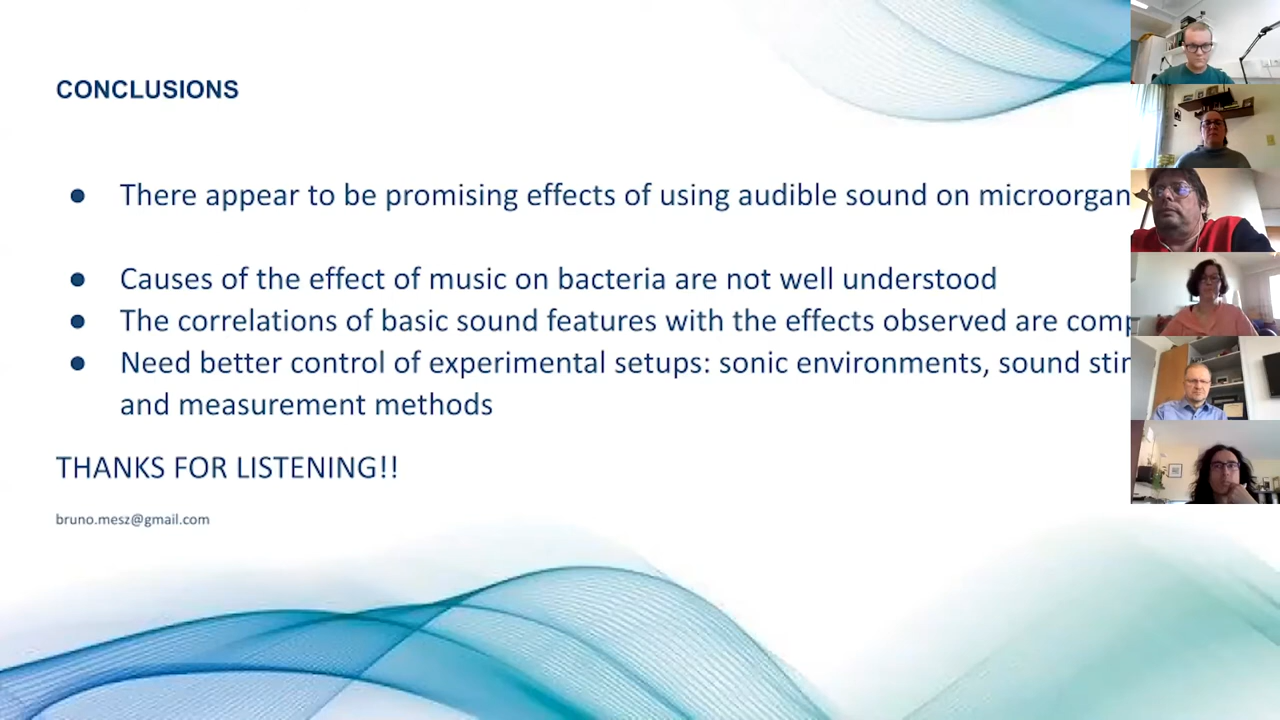 CONCLUSIONS
● There appear to be promising effects of using audible sound on microorgan
● Causes of the effect of music on bacteria are not well understood
● The correlations of basic sound features with the effects observed are comp
● Need better control of experimental setups: sonic environments, sound stim
and measurement methods
THANKS FOR LISTENING!!
bruno.mesz@gmail.com